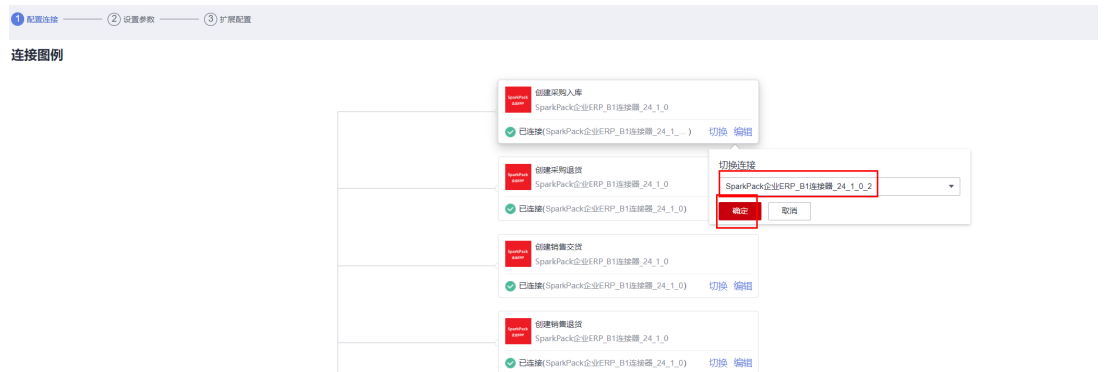 1 配置连接 2 设置参数 3 扩展配置
连接图例
SparkPack
创建采购入库
SparkPack企业ERP_B1连接器_24_1_0
已连接(SparkPack企业ERP_B1连接器_24_1_... ) 切换 编辑
切换连接
SparkPack企业ERP_B1连接器_24_1_0_2
确定 取消
SparkPack
创建采购退货
SparkPack企业ERP_B1连接器_24_1_0
已连接(SparkPack企业ERP_B1连接器_24_1_0)
SparkPack
创建销售交货
SparkPack企业ERP_B1连接器_24_1_0
已连接(SparkPack企业ERP_B1连接器_24_1_0) 切换 编辑
SparkPack
创建销售退货
SparkPack企业ERP_B1连接器_24_1_0
已连接(SparkPack企业ERP_B1连接器_24_1_0) 切换 编辑